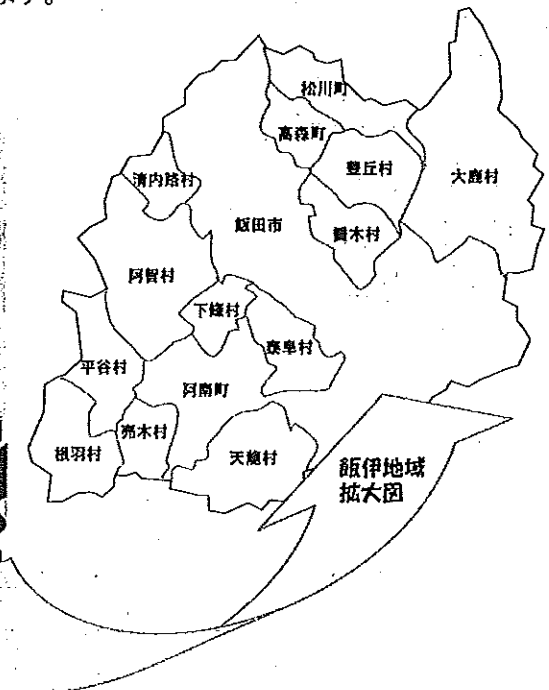 ます。
松川町
高森町
豊丘村
大鹿村
清内路村
飯田市
喬木村
阿智村
下條村
泰阜村
平谷村
阿南町
売木村
根羽村
天龍村
飯伊地域
拡大図